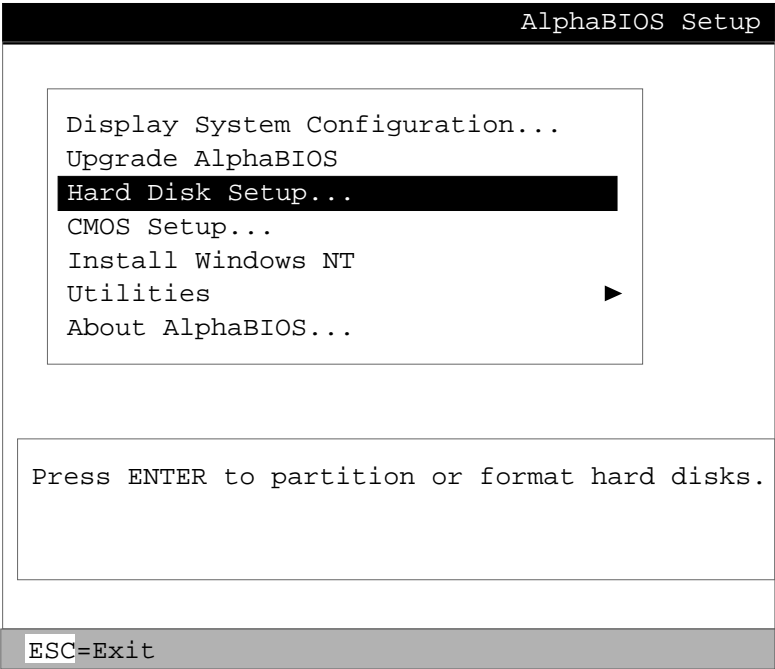 AlphaBIOS Setup
Display System Configuration...
Upgrade AlphaBIOS
Hard Disk Setup...
CMOS Setup...
Install Windows NT
Utilities
About AlphaBIOS...
Press ENTER to partition or format hard disks.
ESC=Exit